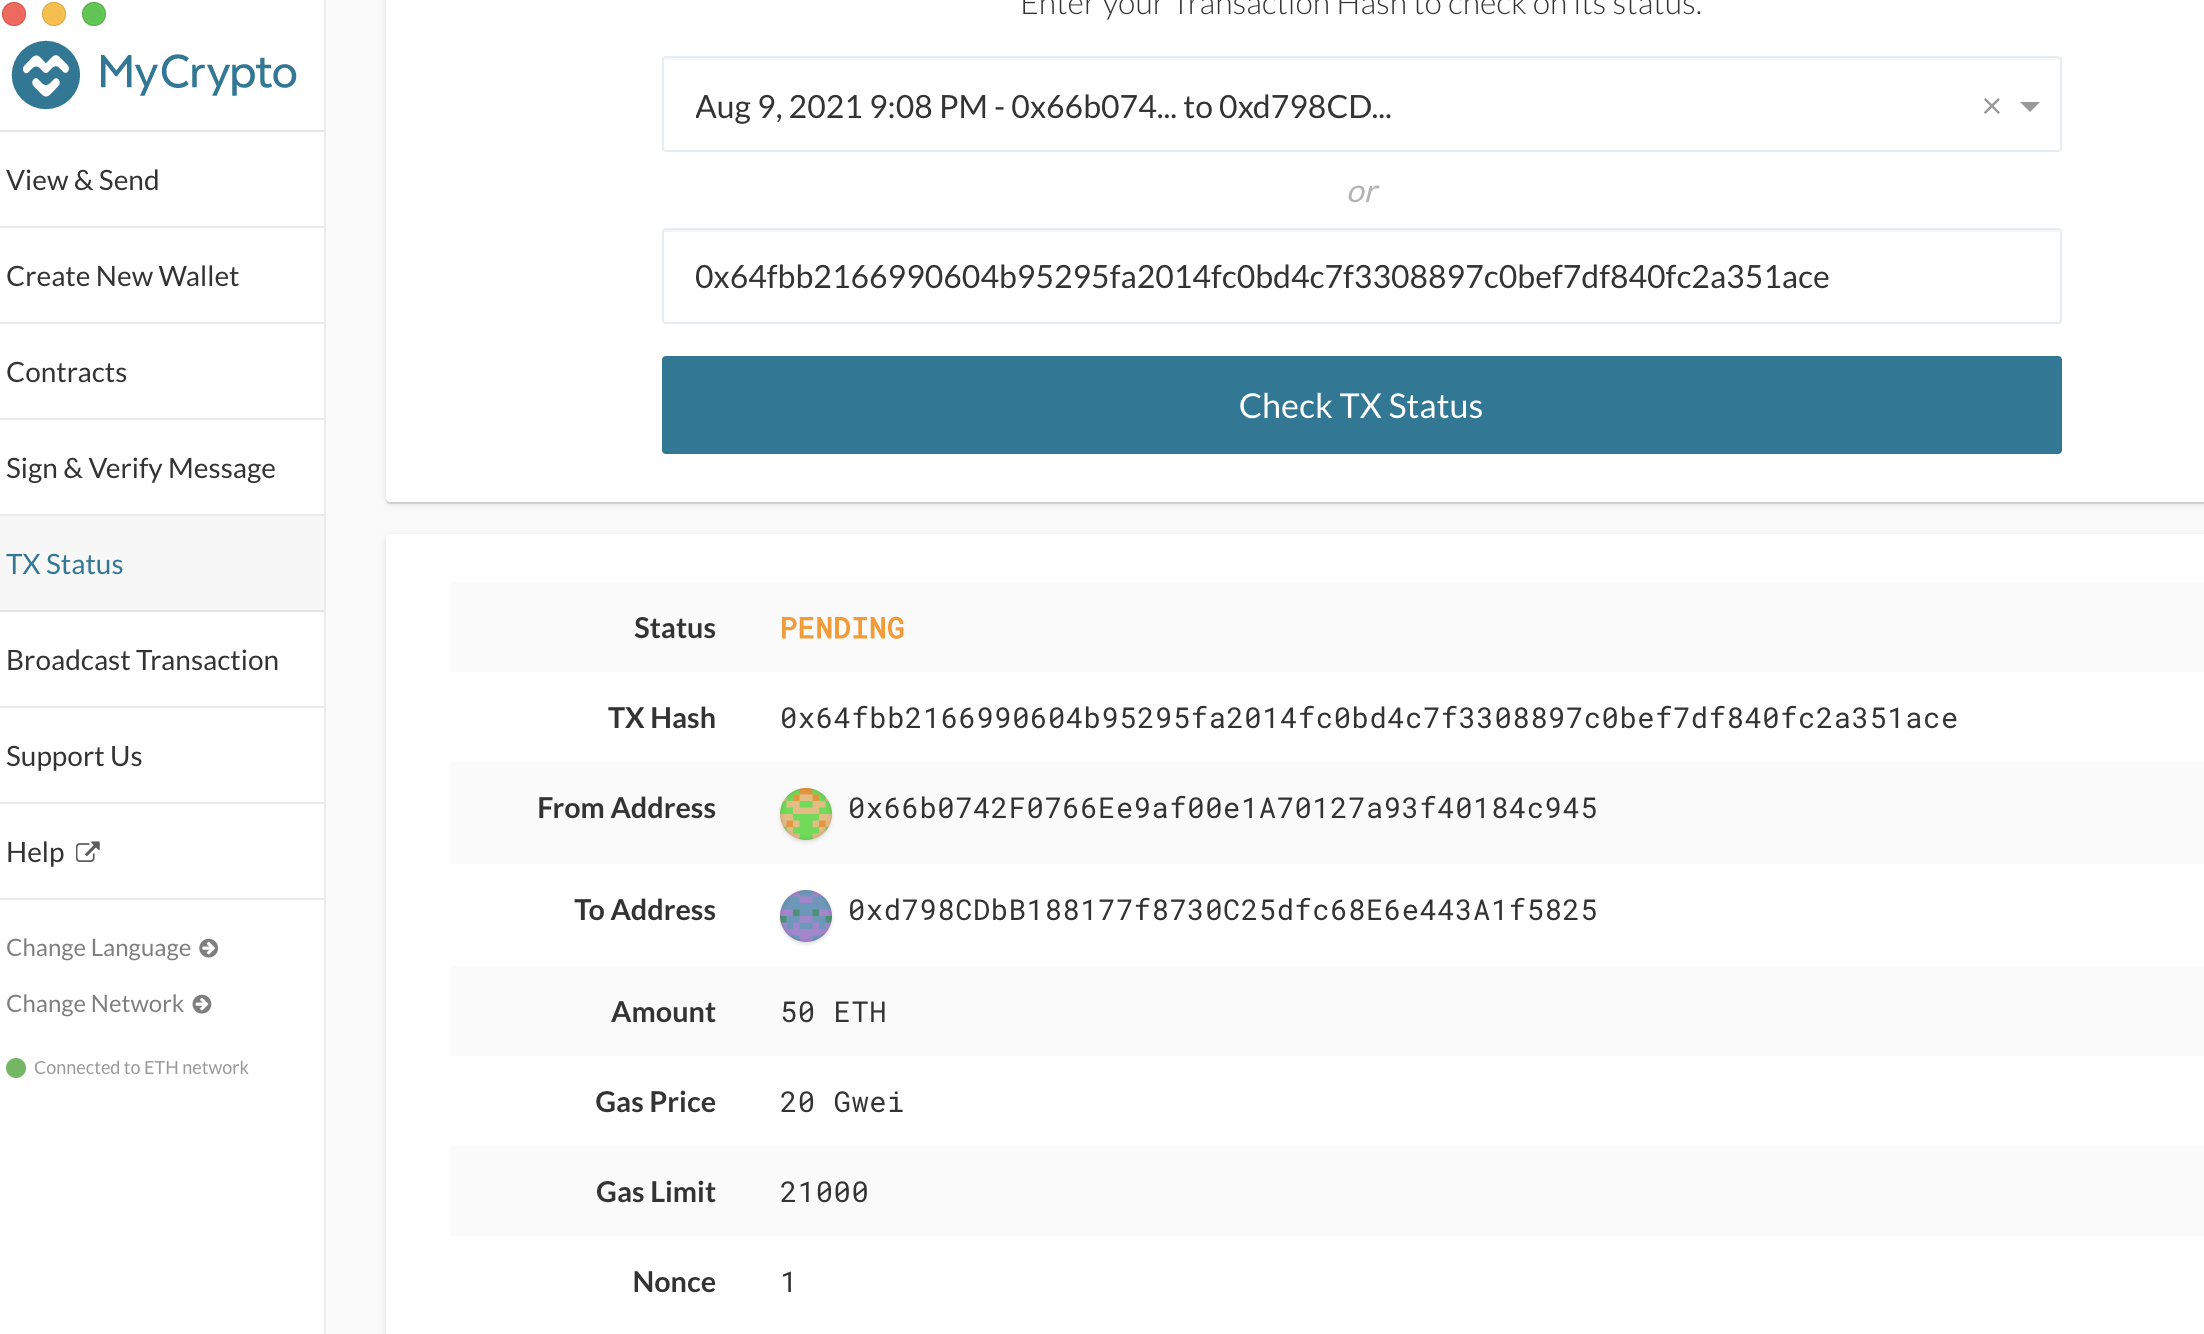 MyCrypto
View & Send
Create New Wallet
Contracts
Sign & Verify Message
TX Status
Broadcast Transaction
Support Us
Help
Change Language
Change Network
Connected to ETH network
Enter your Transaction Hash to check on its status.
Aug 9, 2021 9:08 PM - 0x66b074... to 0xd798CD...
or
0x64fbb2166990604b95295fa2014fc0bd4c7f3308897c0bef7df840fc2a351ace
Check TX Status
Status PENDING
TX Hash 0x64fbb2166990604b95295fa2014fc0bd4c7f3308897c0bef7df840fc2a351ace
From Address 0x66b0742F0766Ee9af00e1A70127a93f40184c945
To Address 0xd798CDbB188177f8730C25dfc68E6e443A1f5825
Amount 50 ETH
Gas Price 20 Gwei
Gas Limit 21000
Nonce 1